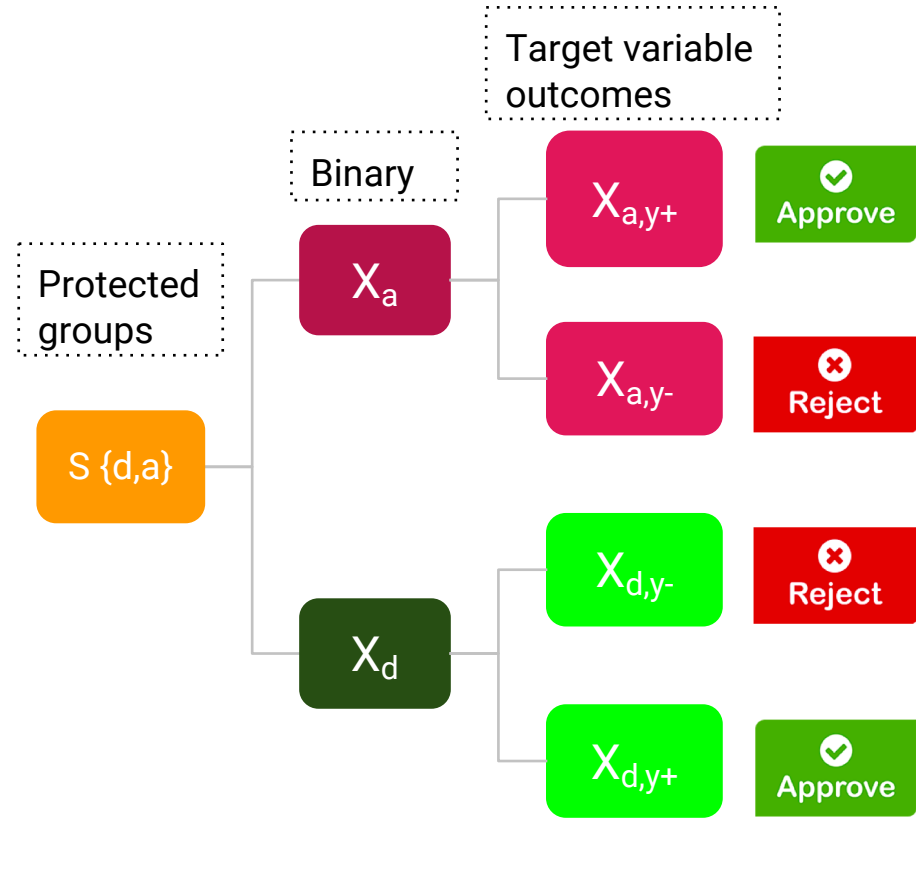 Target variable
outcomes
Binary
Protected
groups
S {d,a}
Xa
Xd
Xa,y+
Approve
Xa,y-
Reject
Xd,y-
Reject
Xd,y+
Approve